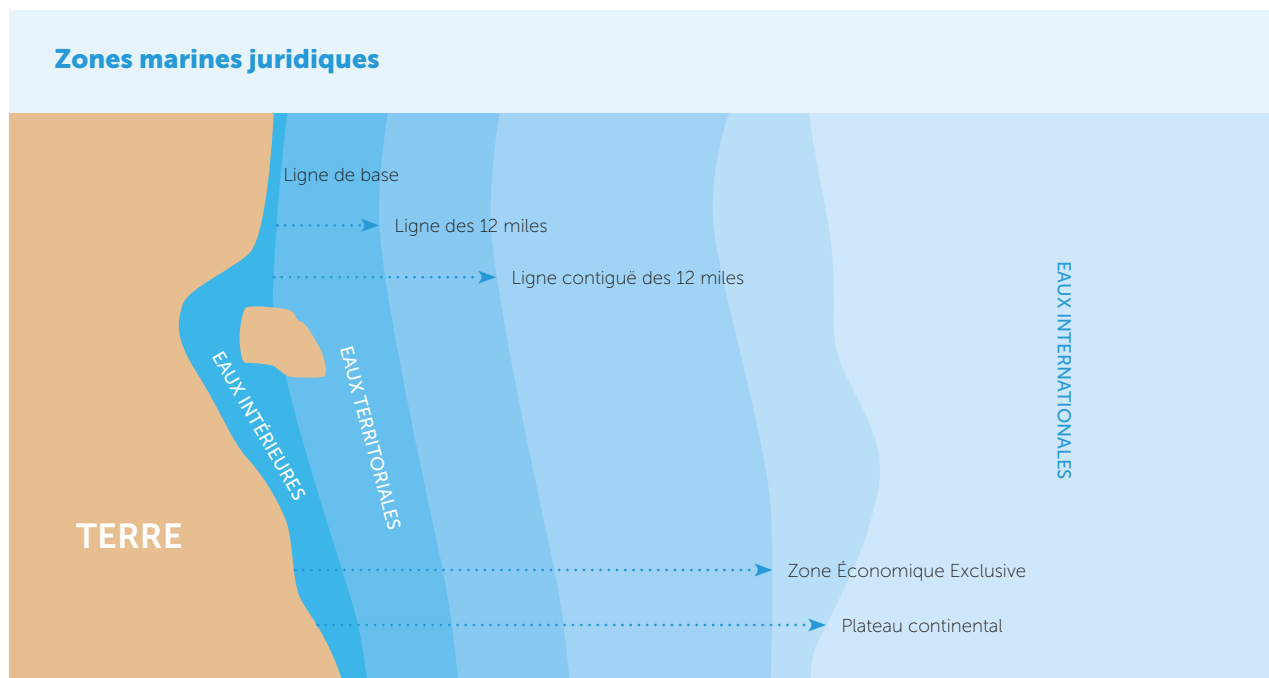 Zones marines juridiques
Ligne de base
Ligne des 12 miles
Ligne contiguë des 12 miles
EAUX INTERNATIONALES
EAUX INTÉRIEURES
EAUX TERRITORIALES
TERRE
Zone Économique Exclusive
Plateau continental